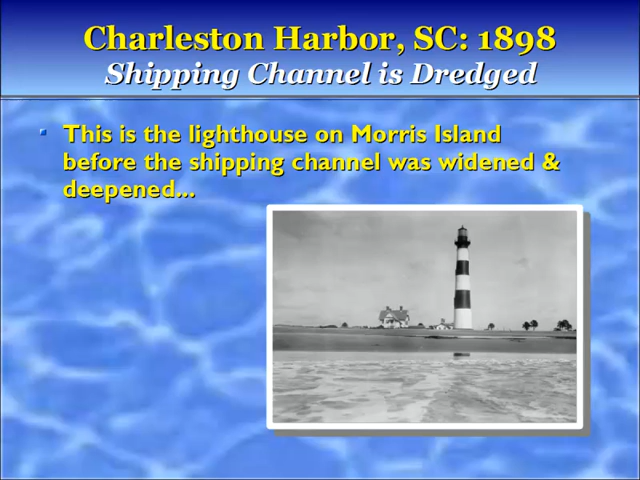 Charleston Harbor, SC: 1898
Shipping Channel is Dredged
This is the lighthouse on Morris Island
before the shipping channel was widened &
deepened...